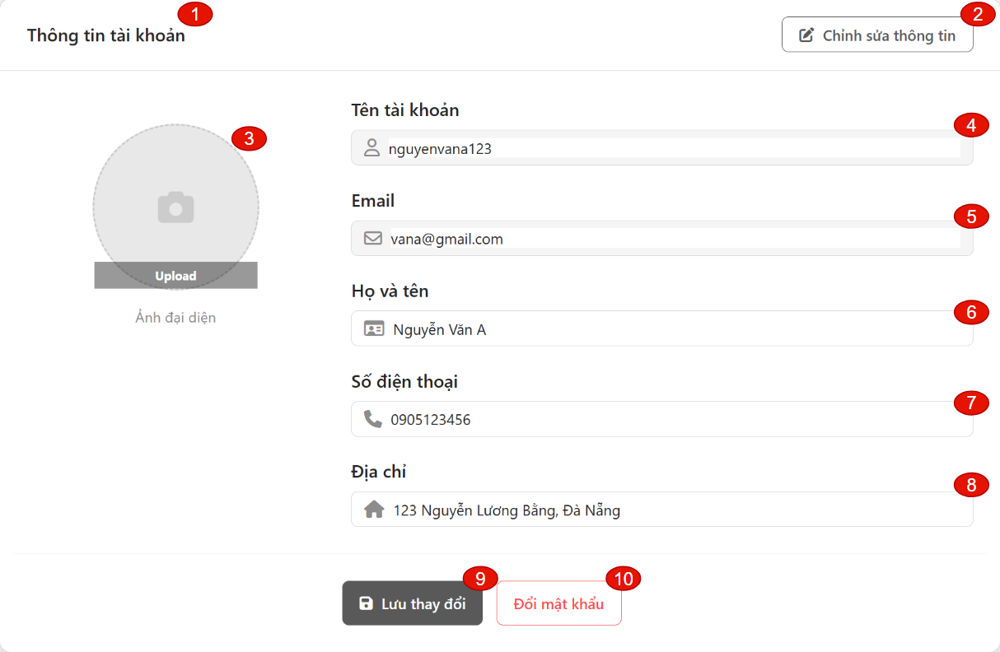 1
Thông tin tài khoản
2
Chỉnh sửa thông tin
3
Upload
Ảnh đại diện
Tên tài khoản
4
nguyenvana123
Email
5
vana@gmail.com
Họ và tên
6
Nguyễn Văn A
Số điện thoại
7
0905123456
Địa chỉ
8
123 Nguyễn Lương Bằng, Đà Nẵng
9
Lưu thay đổi
10
Đổi mật khẩu